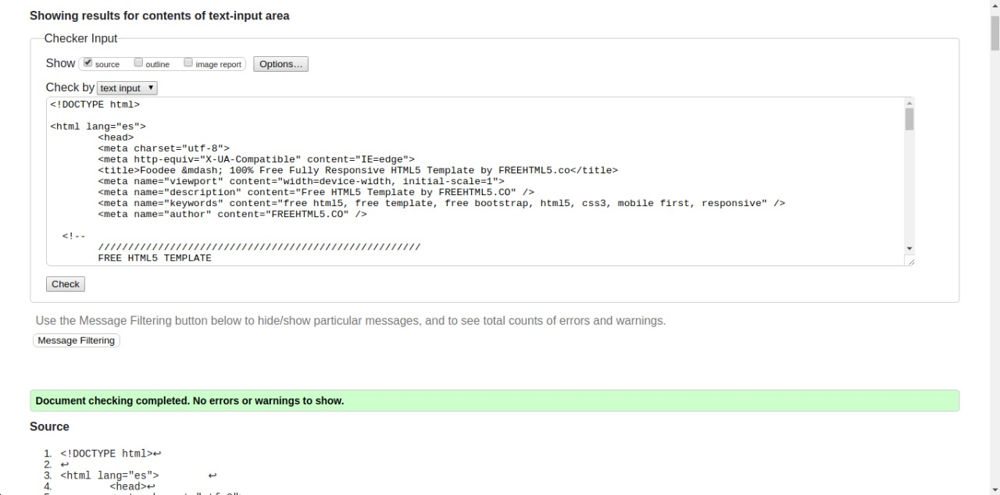 Showing results for contents of text-input area
Checker Input
Show source outline image report Options…
Check by text input
<!DOCTYPE html>
<html lang="es">
<head>
<meta charset="utf-8">
<meta http-equiv="X-UA-Compatible" content="IE=edge">
<title>Foodee &mdash; 100% Free Fully Responsive HTML5 Template by FREEHTML5.co</title>
<meta name="viewport" content="width=device-width, initial-scale=1">
<meta name="description" content="Free HTML5 Template by FREEHTML5.CO" />
<meta name="keywords" content="free html5, free template, free bootstrap, html5, css3, mobile first, responsive" />
<meta name="author" content="FREEHTML5.CO" />
<!--
//////////////////////////////////////////////////////
FREE HTML5 TEMPLATE
Check
Use the Message Filtering button below to hide/show particular messages, and to see total counts of errors and warnings.
Message Filtering
Document checking completed. No errors or warnings to show.
Source
1. <!DOCTYPE html>↩
2. ↩
3. <html lang="es"> ↩
4. <head>↩